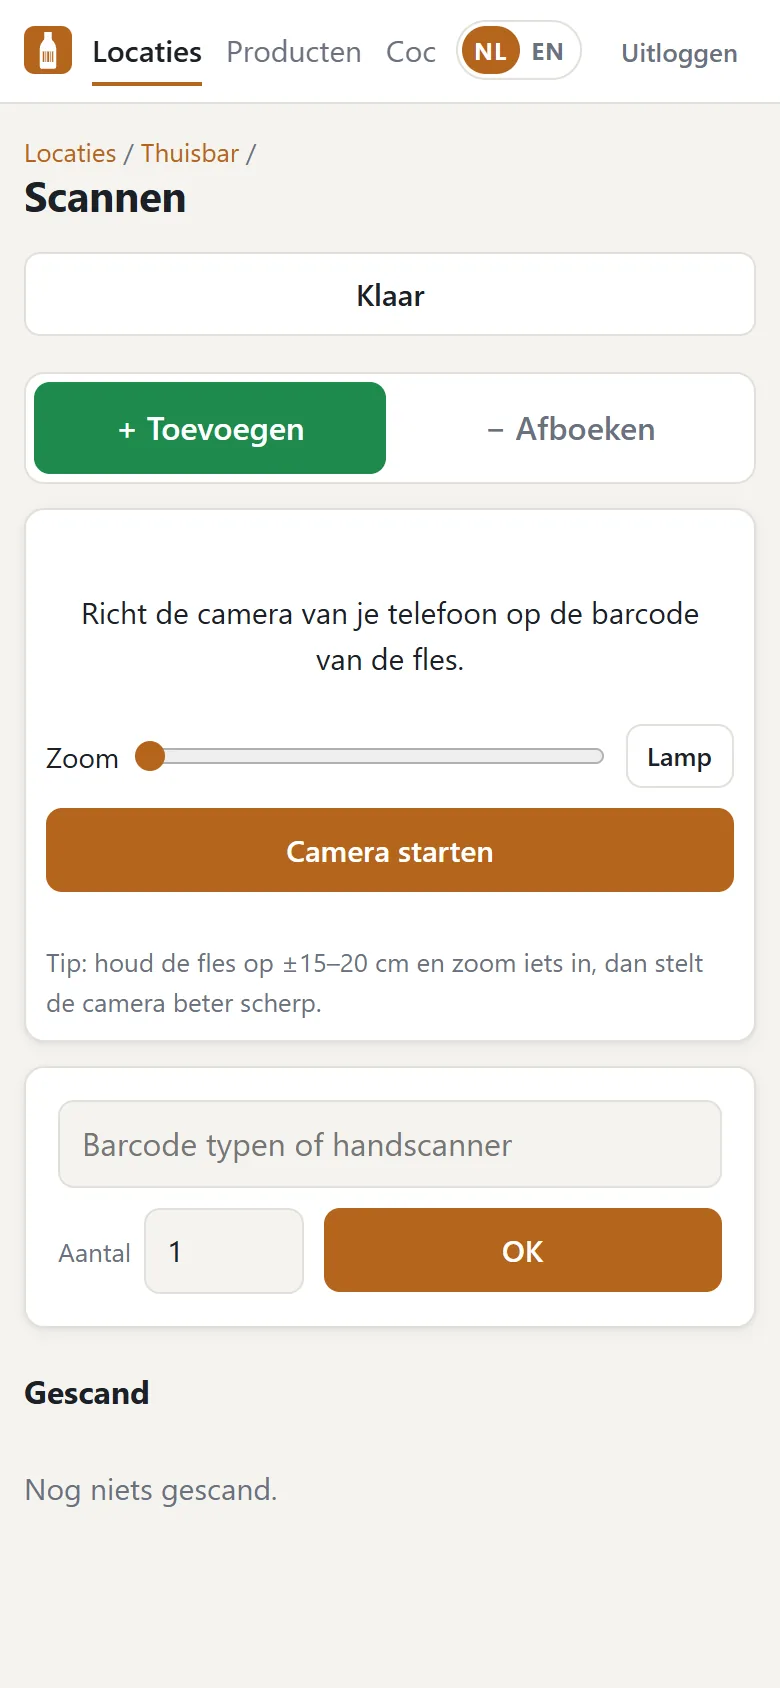 Locaties Producten Coc NL EN Uitloggen
Locaties / Thuisbar /
Scannen
Klaar
+ Toevoegen
− Afboeken
Richt de camera van je telefoon op de barcode
van de fles.
Zoom
Lamp
Camera starten
Tip: houd de fles op ±15–20 cm en zoom iets in, dan stelt
de camera beter scherp.
Barcode typen of handscanner
Aantal 1 OK
Gescand
Nog niets gescand.